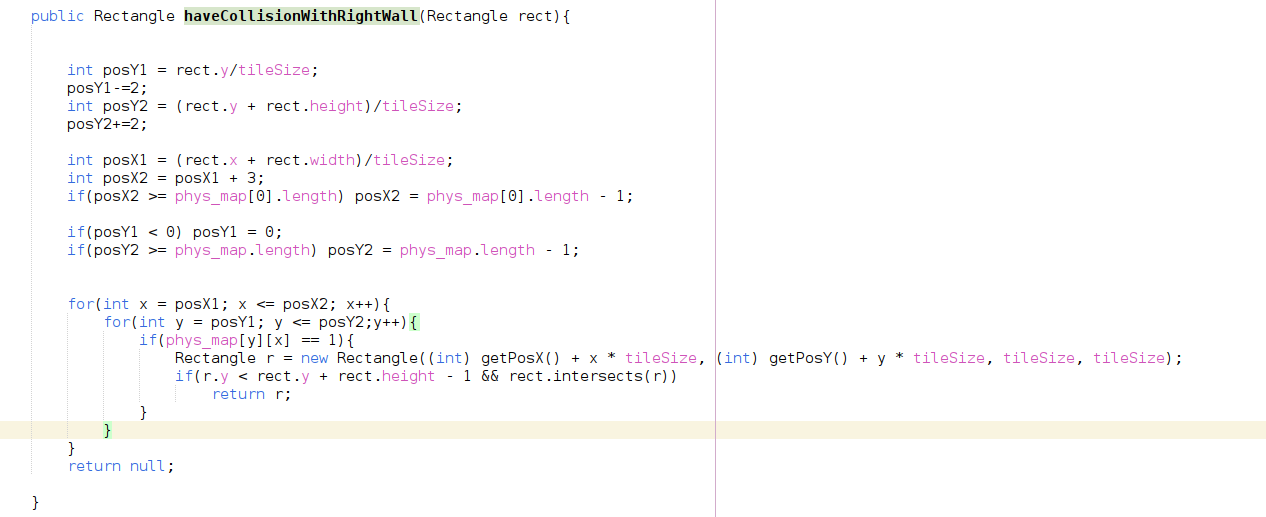 public Rectangle haveCollisionWithRightWall(Rectangle rect){
int posY1 = rect.y/tileSize;
posY1-=2;
int posY2 = (rect.y + rect.height)/tileSize;
posY2+=2;
int posX1 = (rect.x + rect.width)/tileSize;
int posX2 = posX1 + 3;
if(posX2 >= phys_map[0].length) posX2 = phys_map[0].length - 1;
if(posY1 < 0) posY1 = 0;
if(posY2 >= phys_map.length) posY2 = phys_map.length - 1;
for(int x = posX1; x <= posX2; x++){
for(int y = posY1; y <= posY2;y++){
if(phys_map[y][x] == 1){
Rectangle r = new Rectangle((int) getPosX() + x * tileSize, (int) getPosY() + y * tileSize, tileSize, tileSize);
if(r.y < rect.y + rect.height - 1 && rect.intersects(r))
return r;
}
}
}
return null;
}